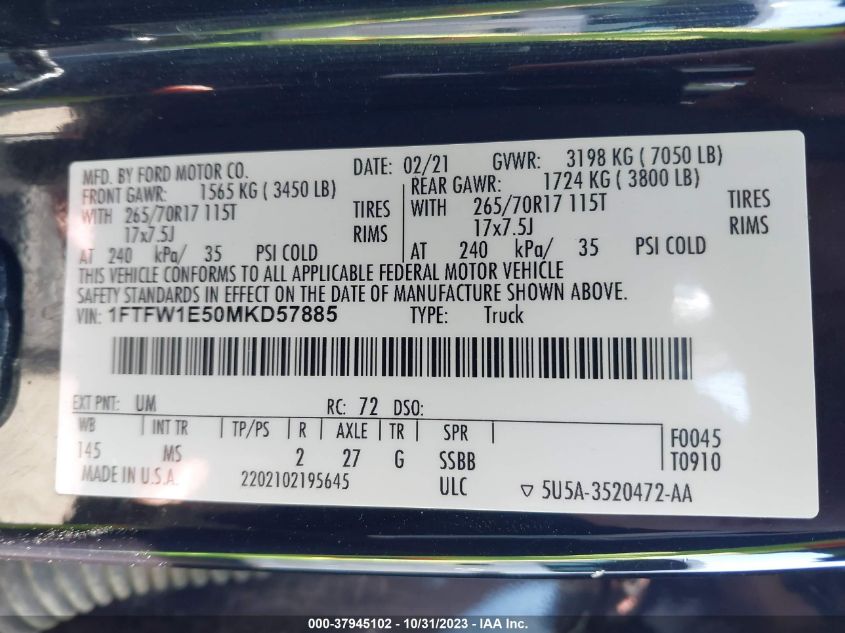 MFD. BY FORD MOTOR CO. DATE: 02/21 GVWR: 3198 KG ( 7050 LB)
FRONT GAWR: 1565 KG ( 3450 LB) REAR GAWR: 1724 KG ( 3800 LB)
WITH 265/70R17 115T TIRES WITH 265/70R17 115T TIRES
17x7.5J RIMS 17x7.5J RIMS
AT 240 kPa/ 35 PSI COLD AT 240 kPa/ 35 PSI COLD
THIS VEHICLE CONFORMS TO ALL APPLICABLE FEDERAL MOTOR VEHICLE
SAFETY STANDARDS IN EFFECT ON THE DATE OF MANUFACTURE SHOWN ABOVE.
VIN: 1FTFW1E50MKD57885 TYPE: Truck
EXT PNT: UM RC: 72 DSO:
WB INT TR TP/PS R AXLE TR SPR F0045
145 MS 2 27 G SSBB T0910
MADE IN U.S.A. 2202102195645 ULC ▽ 5U5A-3520472-AA
000-37945102 - 10/31/2023 - IAA Inc.